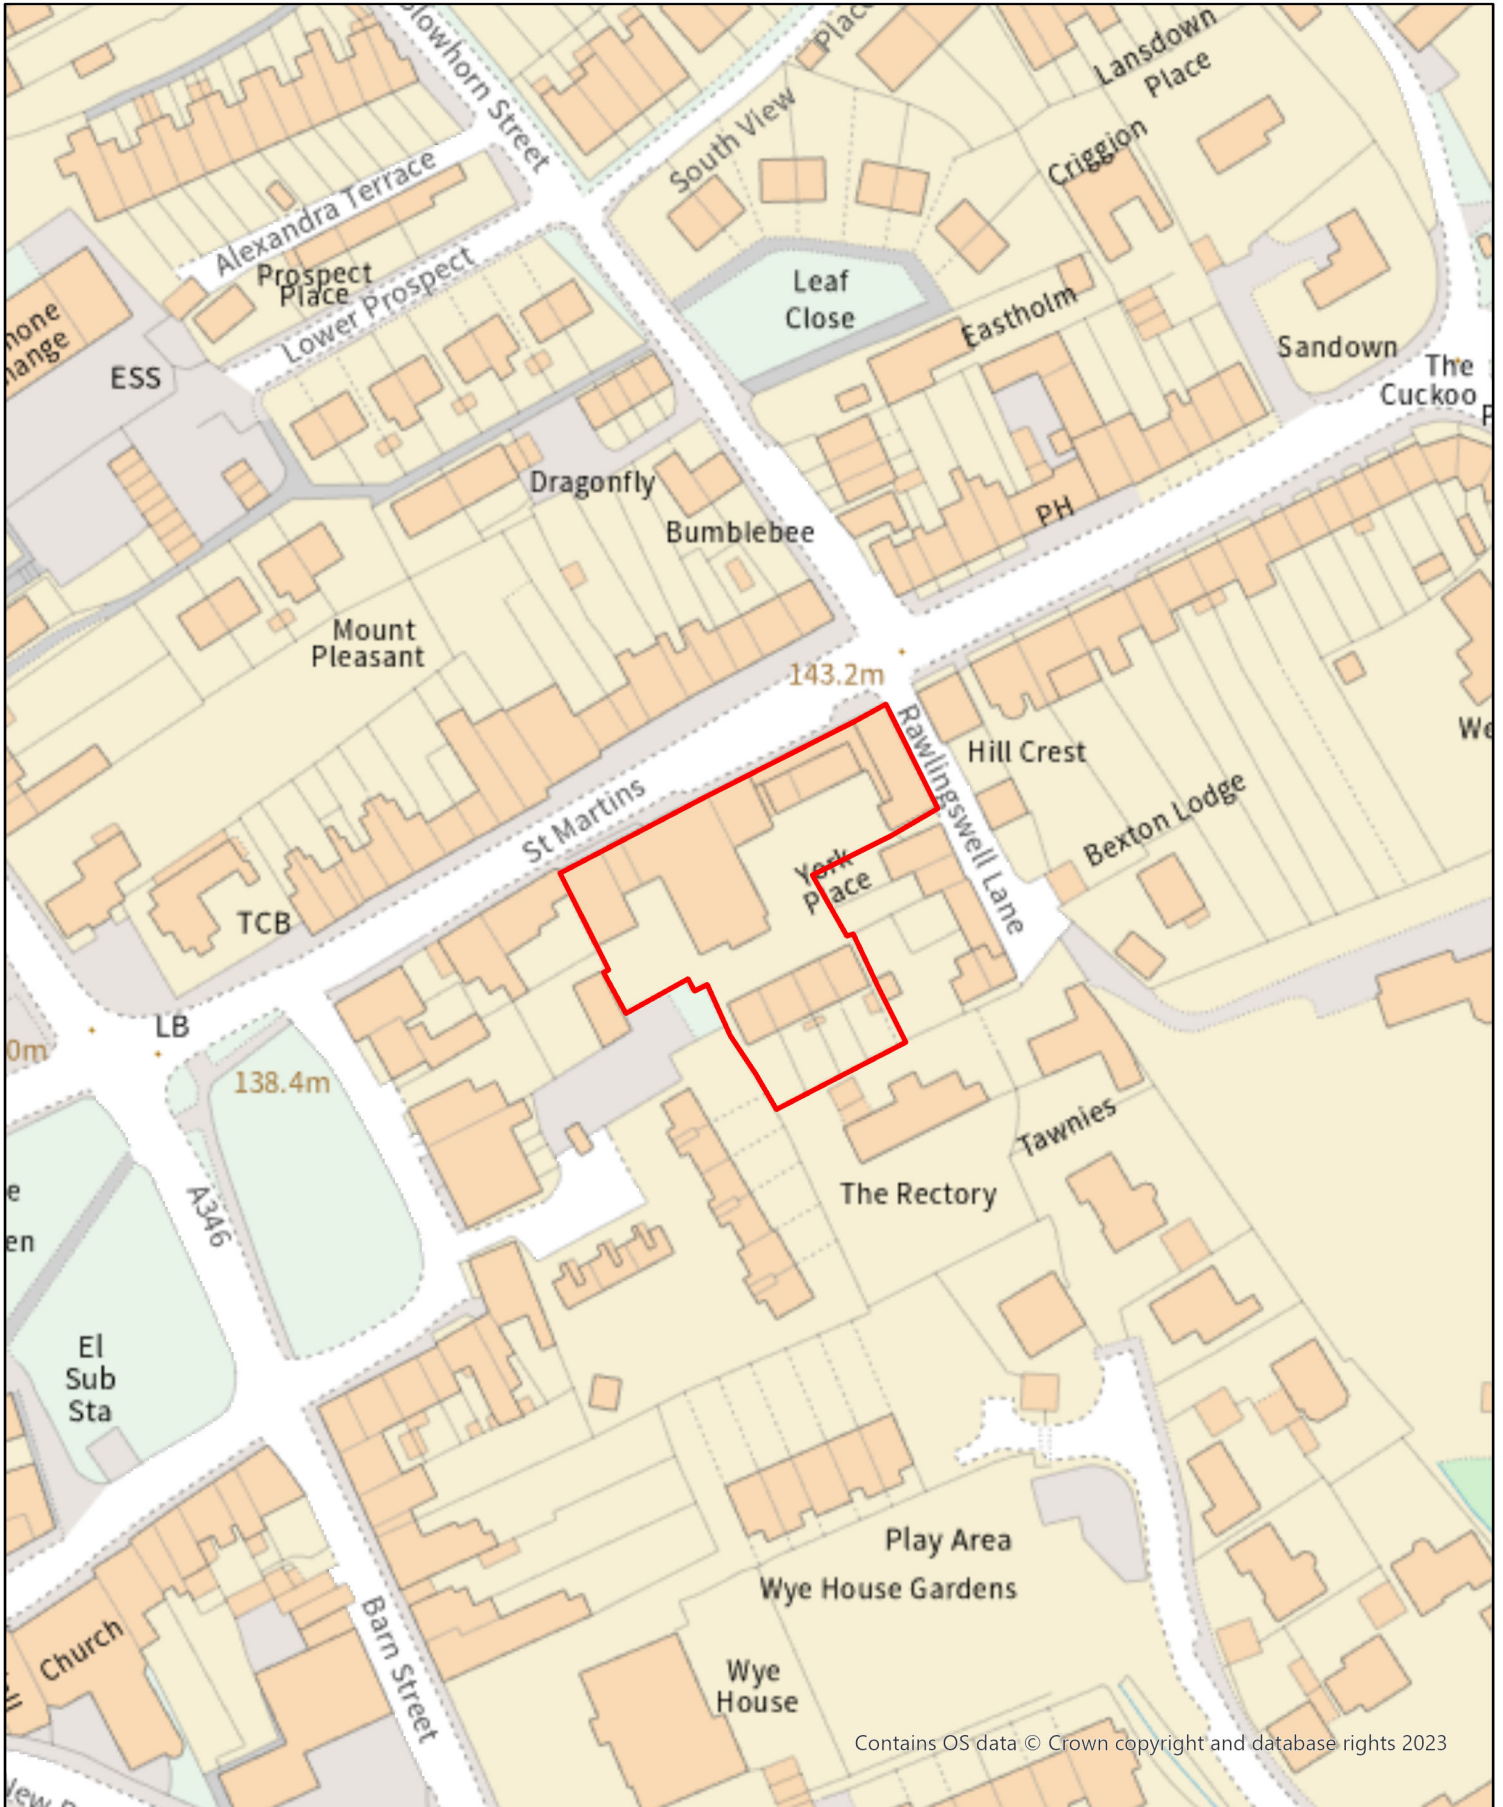 Blowhorn Street
Place
Lansdown
Place
South View
Criggion
Alexandra Terrace
Prospect
Place
Lower Prospect
Leaf
Close
Eastholm
Sandown
The
Cuckoo
ESS
Dragonfly
PH
Bumblebee
Mount
Pleasant
143.2m
Rawlingswell Lane
Hill Crest
Bexton Lodge
St Martins
York
Place
TCB
LB
0m
138.4m
Tawnies
A346
The Rectory
e
en
El
Sub
Sta
Play Area
Wye House Gardens
Church
Barn Street
Wye
House
Contains OS data © Crown copyright and database rights 2023